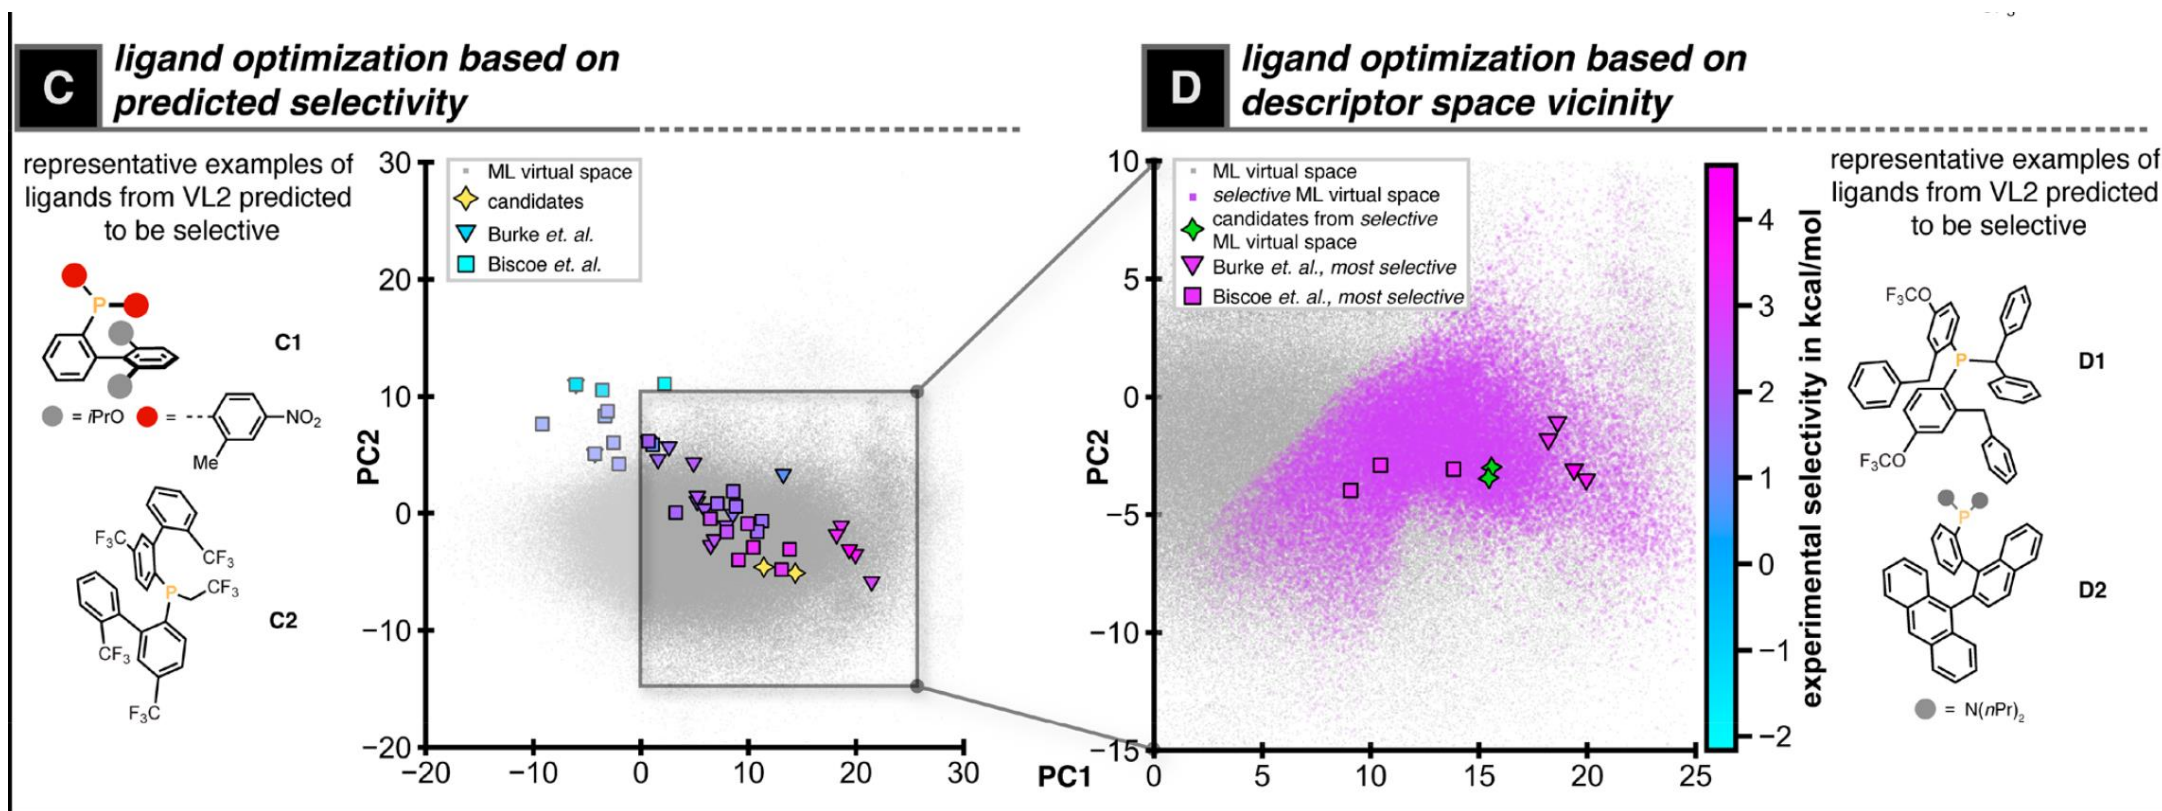 C
ligand optimization based on
predicted selectivity
representative examples of
ligands from VL2 predicted
to be selective
P
C1
= iPrO
=
NO2
Me
F3C
CF3
P
CF3
C2
CF3
F3C
PC2
30
20
10
0
−10
−20
ML virtual space
candidates
Burke et. al.
Biscoe et. al.
−20
−10
0
10
20
30
PC1
D
ligand optimization based on
descriptor space vicinity
PC2
10
5
0
−5
−10
−15
ML virtual space
selective ML virtual space
candidates from selective
ML virtual space
Burke et. al., most selective
Biscoe et. al., most selective
0
5
10
15
20
25
4
3
2
1
0
−1
−2
experimental selectivity in kcal/mol
representative examples of
ligands from VL2 predicted
to be selective
F3CO
P
D1
F3CO
P
D2
= N(nPr)2